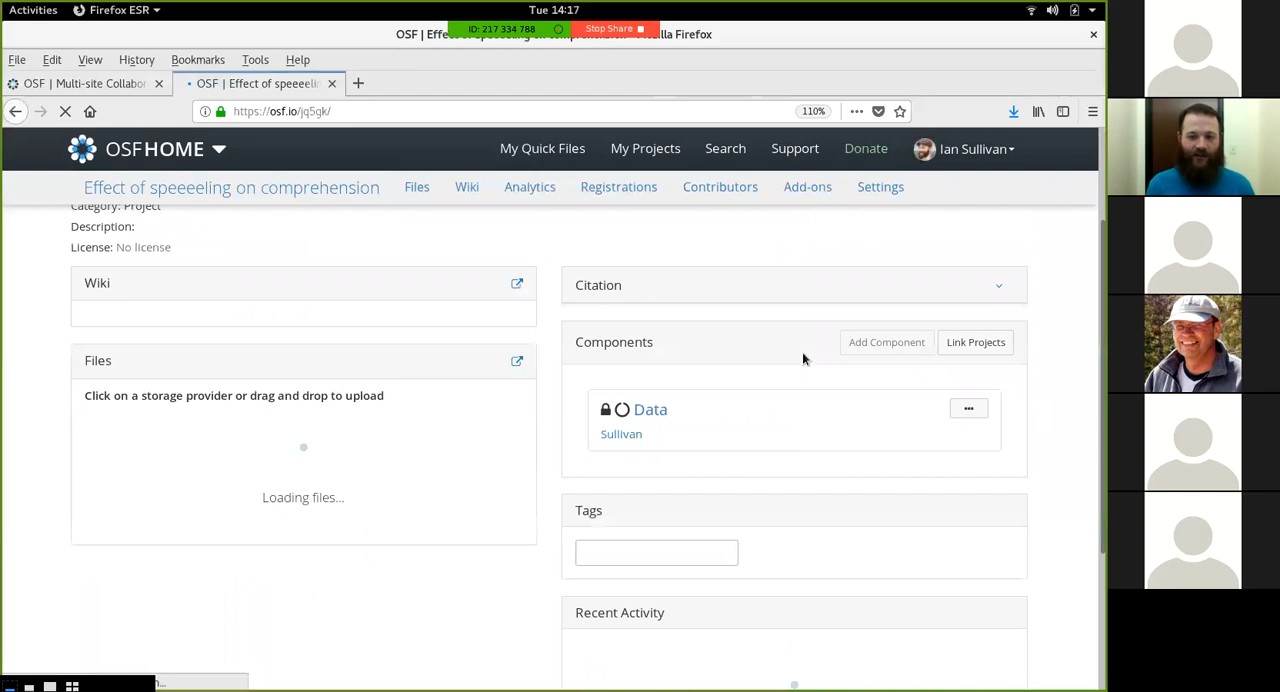 Activities Firefox ESR Tue 14:17
ID: 217 334 788 Stop Share
File Edit View History Bookmarks Tools Help
OSF | Multi-site Collabor OSF | Effect of speeeelin
https://osf.io/jq5gk/ 110%
OSFHOME My Quick Files My Projects Search Support Donate Ian Sullivan
Effect of speeeeling on comprehension Files Wiki Analytics Registrations Contributors Add-ons Settings
Category: Project
Description:
License: No license
Wiki
Citation
Components Add Component Link Projects
Files
Click on a storage provider or drag and drop to upload
Data
Sullivan
Loading files...
Tags
Recent Activity